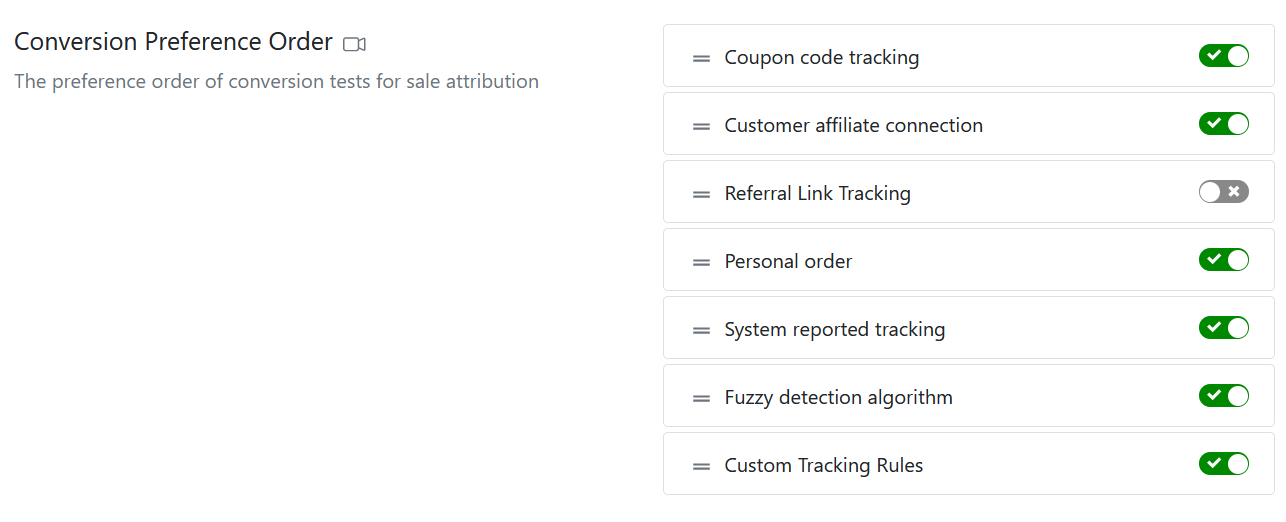 Conversion Preference Order
The preference order of conversion tests for sale attribution
Coupon code tracking
Customer affiliate connection
Referral Link Tracking
Personal order
System reported tracking
Fuzzy detection algorithm
Custom Tracking Rules